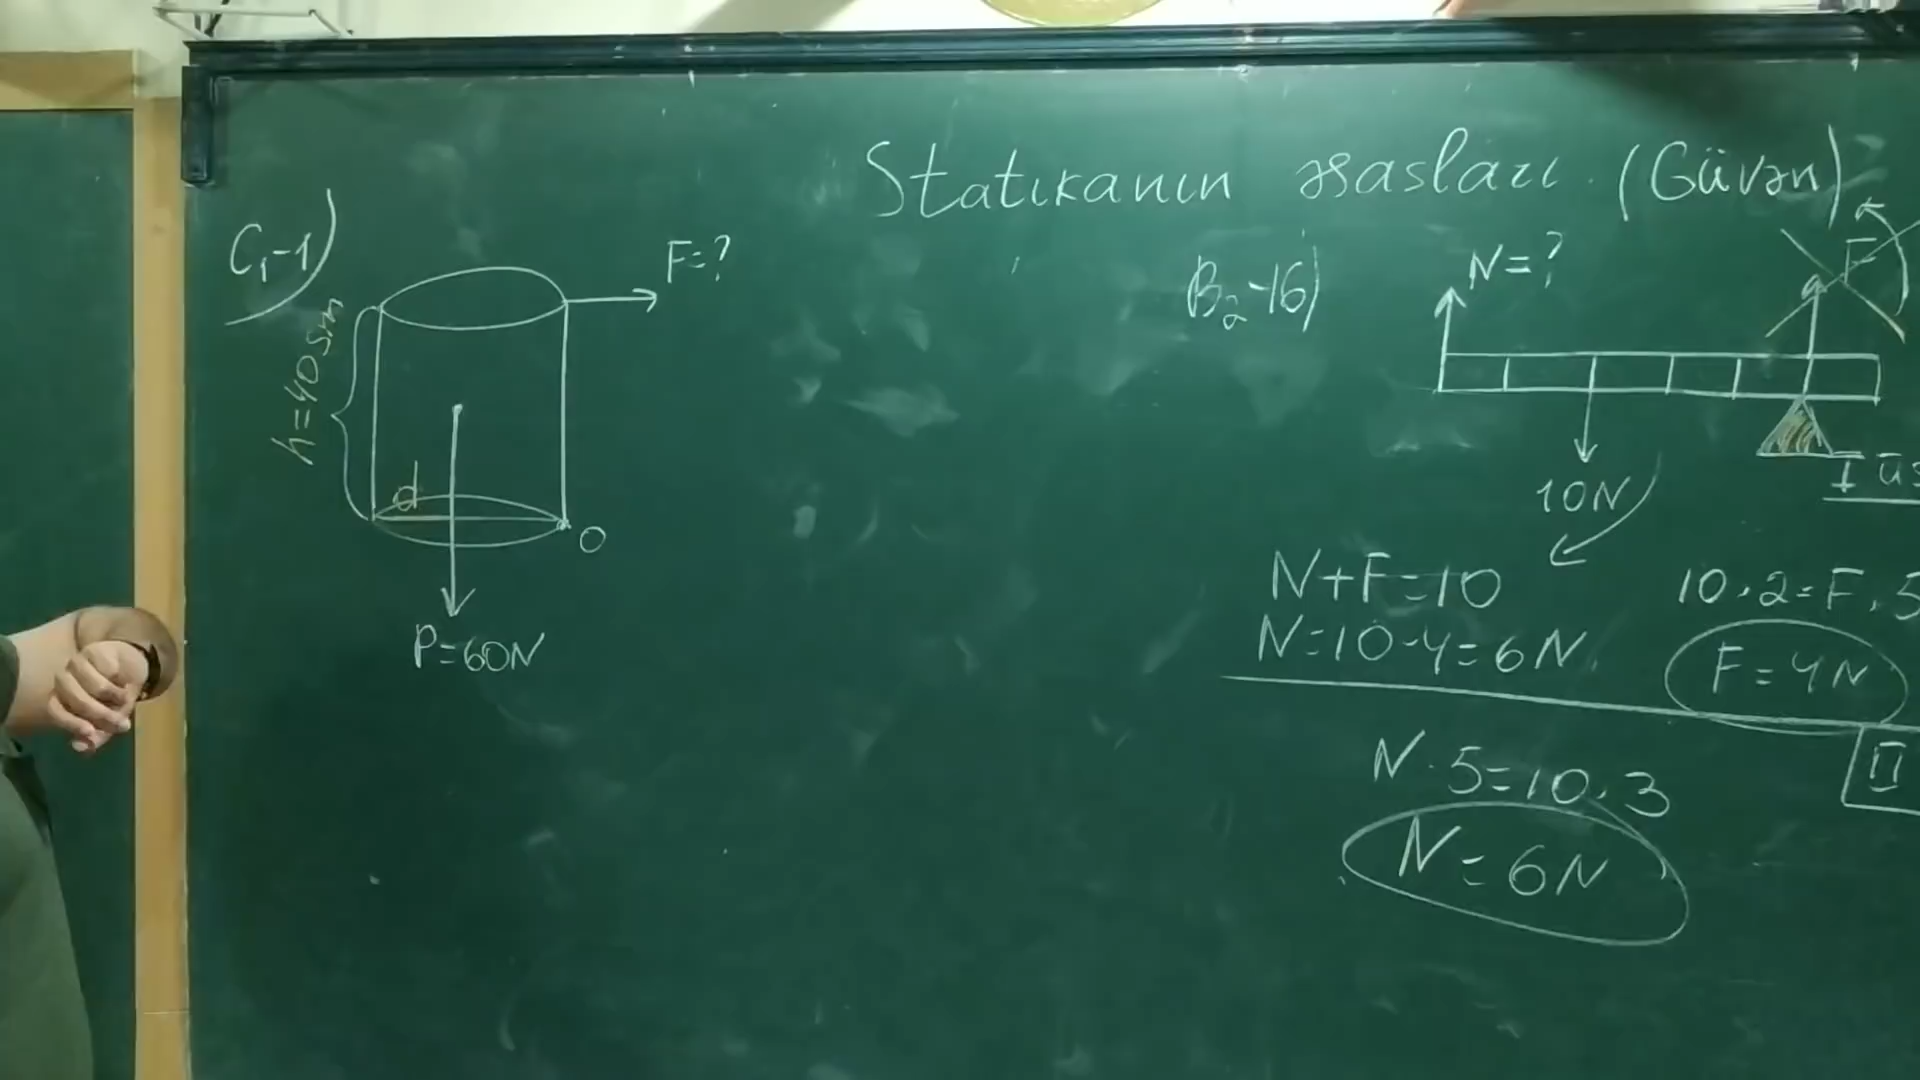 Statikanın əsasları. (Güvən)
C₁-1)
F=?
h=40sm
d
O
P=60N
B₂-16)
N=?
F
10N
I üs
N+F=10
10·2=F·5
N=10-4=6N
F=4N
N·5=10·3
II
N=6N